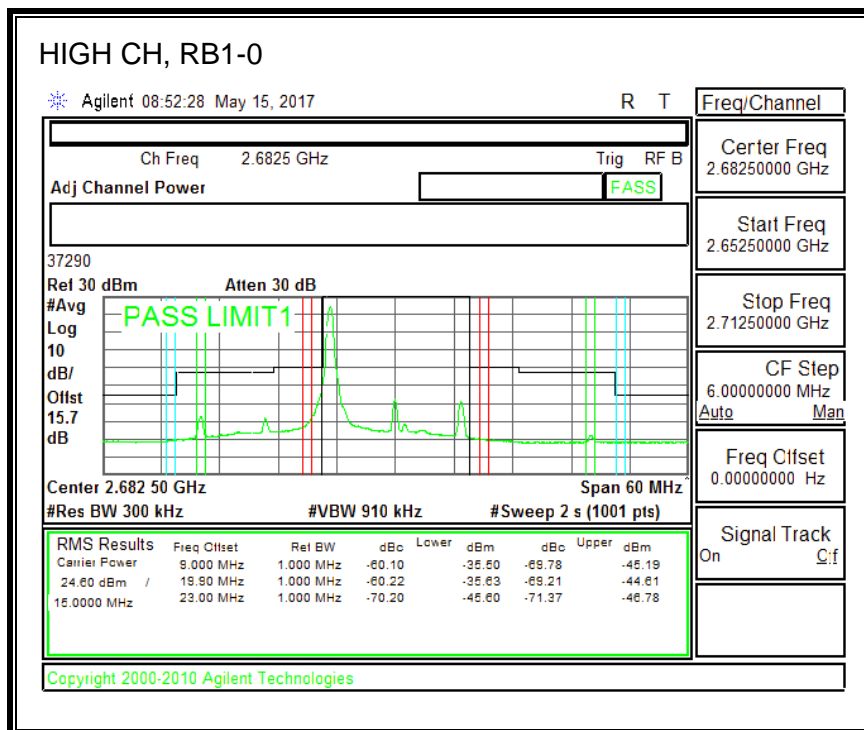 HIGH CH, RB1-0
Agilent 08:52:28 May 15, 2017 R T
Freq/Channel
Ch Freq 2.6825 GHz Trig RF B
Adj Channel Power PASS
Center Freq
2.68250000 GHz
Start Freq
2.65250000 GHz
Stop Freq
2.71250000 GHz
CF Step
6.00000000 MHz
Auto Man
Freq Offset
0.00000000 Hz
Signal Track
On Off
37290
Ref 30 dBm Atten 30 dB
#Avg
Log
10
dB/
Offst
15.7
dB
PASS LIMIT1
Center 2.682 50 GHz Span 60 MHz
#Res BW 300 kHz #VBW 910 kHz #Sweep 2 s (1001 pts)
RMS Results Freq Offset Ref BW dBc Lower dBm dBc Upper dBm
Carrier Power 9.000 MHz 1.000 MHz -60.10 -35.50 -69.78 -45.19
24.60 dBm / 19.90 MHz 1.000 MHz -60.22 -35.63 -69.21 -44.61
15.0000 MHz 23.00 MHz 1.000 MHz -70.20 -45.60 -71.37 -46.78
Copyright 2000-2010 Agilent Technologies